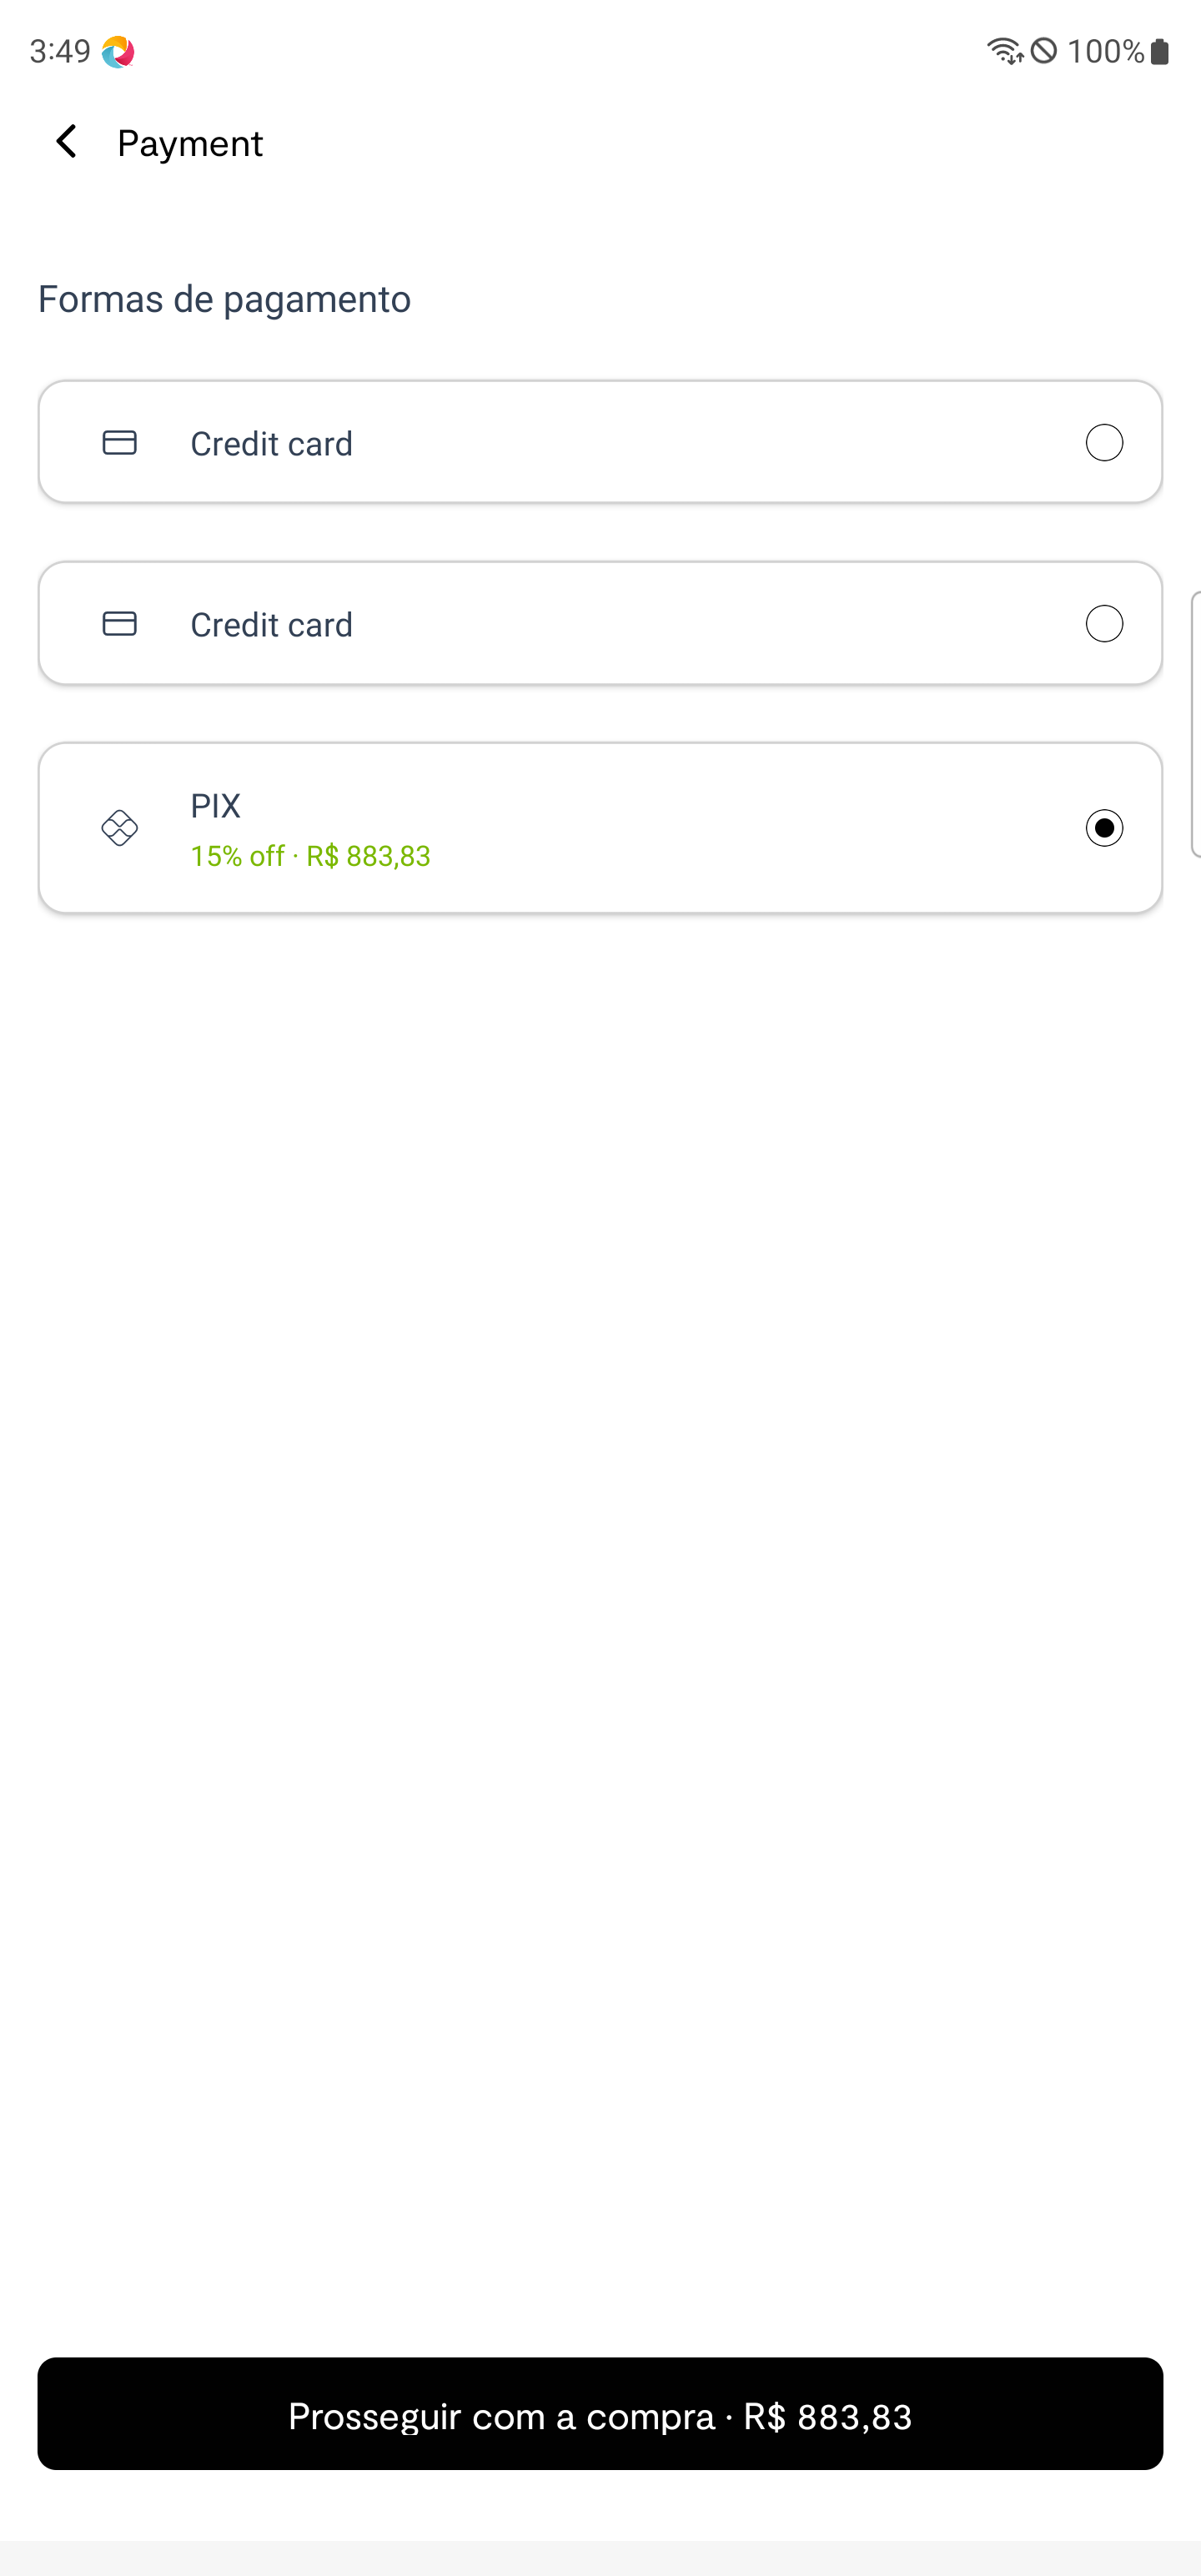 3:49
100%
Payment
Formas de pagamento
Credit card
Credit card
PIX
15% off · R$ 883,83
Prosseguir com a compra · R$ 883,83